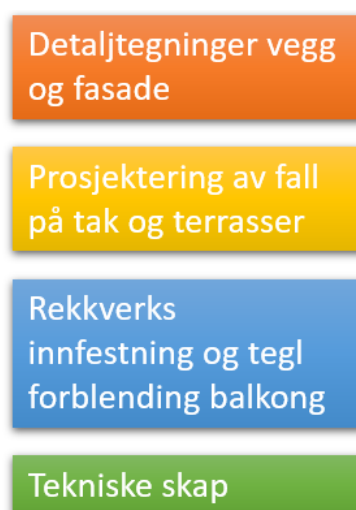 Detaljtegninger vegg
og fasade
Prosjektering av fall
på tak og terrasser
Rekkverks
innfestning og tegl
forblending balkong
Tekniske skap